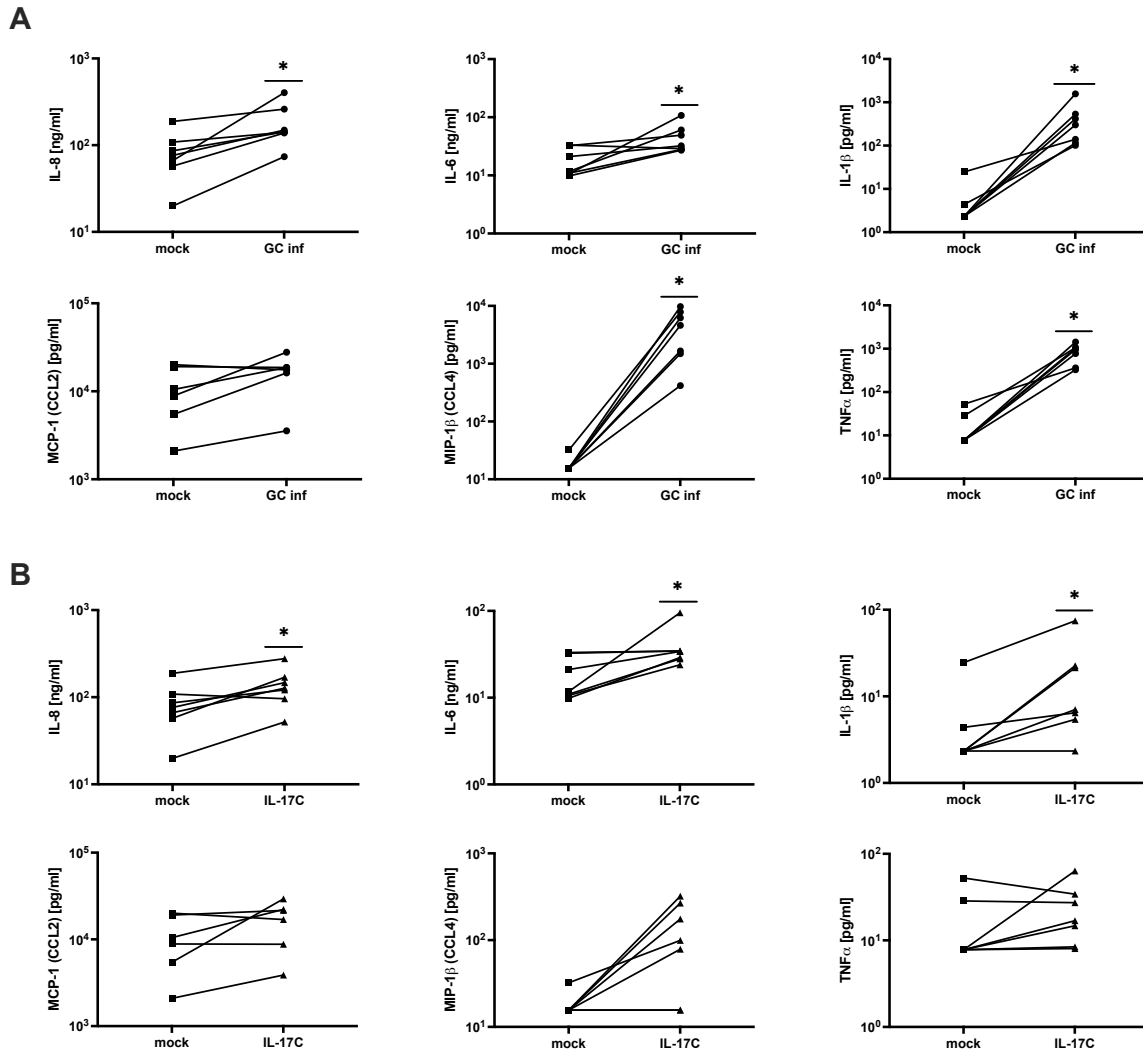 A
IL-8 [ng/ml]
10³
10²
10¹
*
mock
GC inf
IL-6 [ng/ml]
10³
10²
10¹
10⁰
*
mock
GC inf
IL-1β [pg/ml]
10⁴
10³
10²
10¹
10⁰
*
mock
GC inf
MCP-1 (CCL2) [pg/ml]
10⁵
10⁴
10³
mock
GC inf
MIP-1β (CCL4) [pg/ml]
10⁴
10³
10²
10¹
*
mock
GC inf
TNFα [pg/ml]
10⁴
10³
10²
10¹
10⁰
*
mock
GC inf
B
IL-8 [ng/ml]
10³
10²
10¹
*
mock
IL-17C
IL-6 [ng/ml]
10²
10¹
10⁰
*
mock
IL-17C
IL-1β [pg/ml]
10²
10¹
10⁰
*
mock
IL-17C
MCP-1 (CCL2) [pg/ml]
10⁵
10⁴
10³
mock
IL-17C
MIP-1β (CCL4) [pg/ml]
10³
10²
10¹
mock
IL-17C
TNFα [pg/ml]
10²
10¹
10⁰
mock
IL-17C